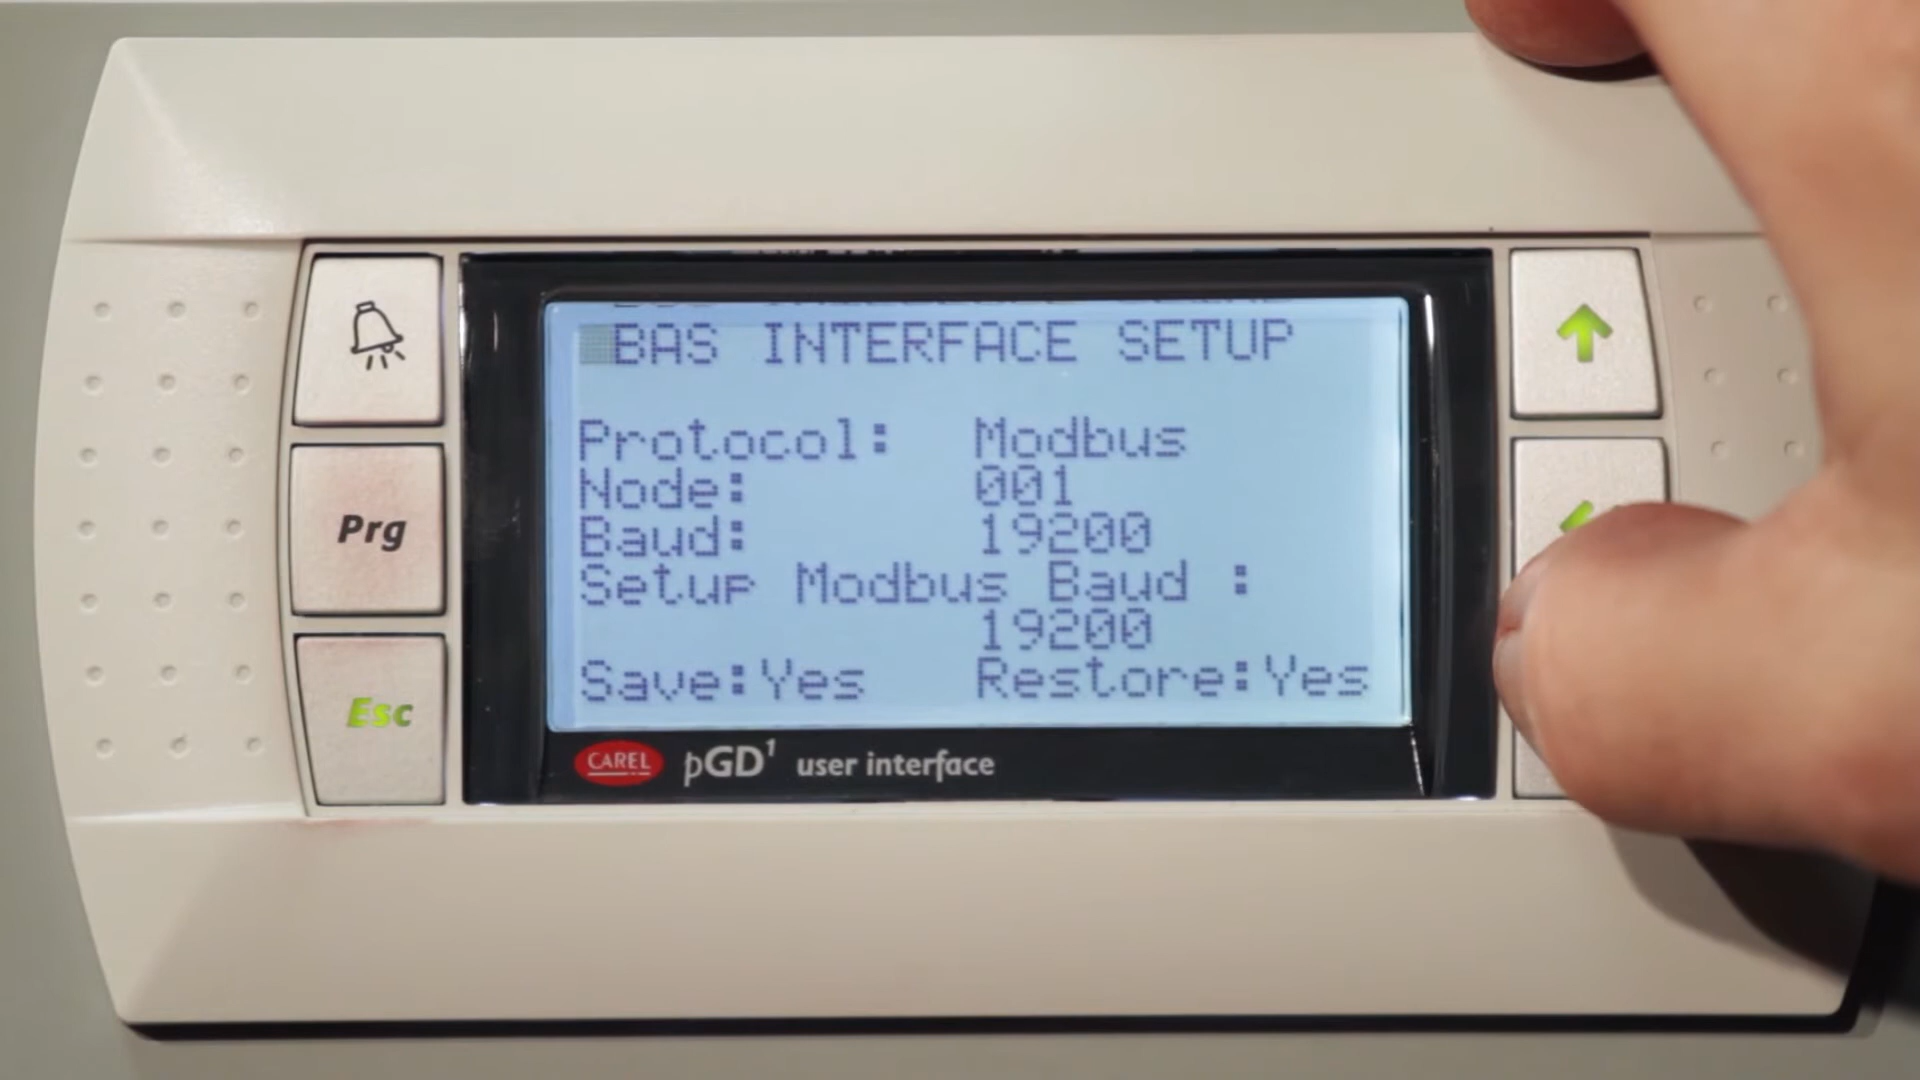 BAS INTERFACE SETUP
Protocol: Modbus
Node: 001
Baud: 19200
Setup Modbus Baud :
19200
Save:Yes Restore:Yes
Prg
Esc
CAREL pGD¹ user interface